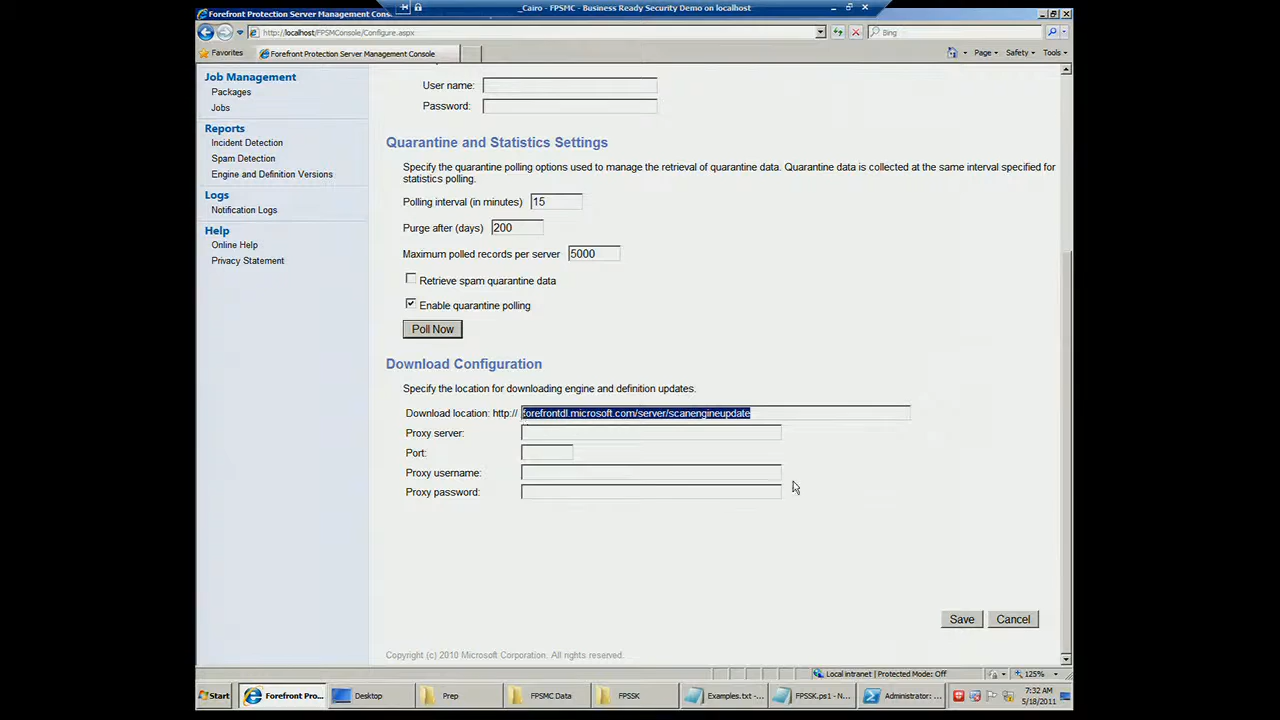 _Cairo - FPSMC - Business Ready Security Demo on localhost
Forefront Protection Server Management Cons
http://localhost/FPSMConsole/Configure.aspx
Bing
Favorites
Forefront Protection Server Management Console
Page
Safety
Tools
Job Management
Packages
Jobs
Reports
Incident Detection
Spam Detection
Engine and Definition Versions
Logs
Notification Logs
Help
Online Help
Privacy Statement
User name:
Password:
Quarantine and Statistics Settings
Specify the quarantine polling options used to manage the retrieval of quarantine data. Quarantine data is collected at the same interval specified for
statistics polling.
Polling interval (in minutes) 15
Purge after (days) 200
Maximum polled records per server 5000
Retrieve spam quarantine data
Enable quarantine polling
Poll Now
Download Configuration
Specify the location for downloading engine and definition updates.
Download location: http:// forefrontdl.microsoft.com/server/scanengineupdate
Proxy server:
Port:
Proxy username:
Proxy password:
Save Cancel
Copyright (c) 2010 Microsoft Corporation. All rights reserved.
Local intranet | Protected Mode: Off
125%
Start
Forefront Pro...
Desktop
Prep
FPSMC Data
FPSSK
Examples.txt -...
FPSSK.ps1 - N...
Administrator: ...
7:32 AM
5/18/2011